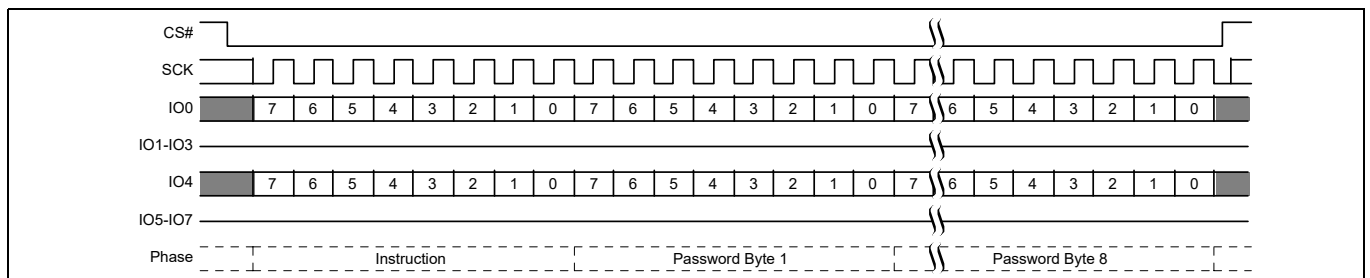 CS#
SCK
IO0 7 6 5 4 3 2 1 0 7 6 5 4 3 2 1 0 7 6 5 4 3 2 1 0
IO1-IO3
IO4 7 6 5 4 3 2 1 0 7 6 5 4 3 2 1 0 7 6 5 4 3 2 1 0
IO5-IO7
Phase Instruction Password Byte 1 Password Byte 8